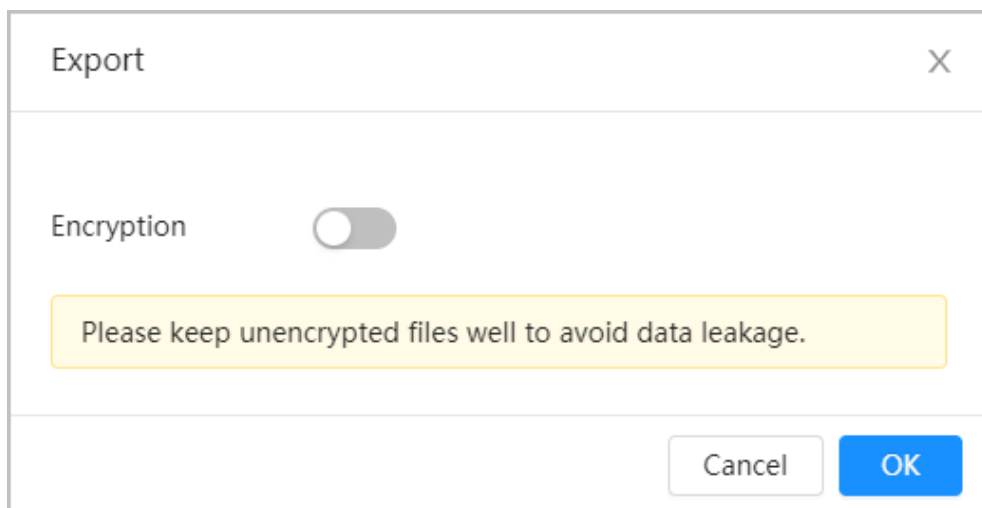 Export
X
Encryption
Please keep unencrypted files well to avoid data leakage.
Cancel OK